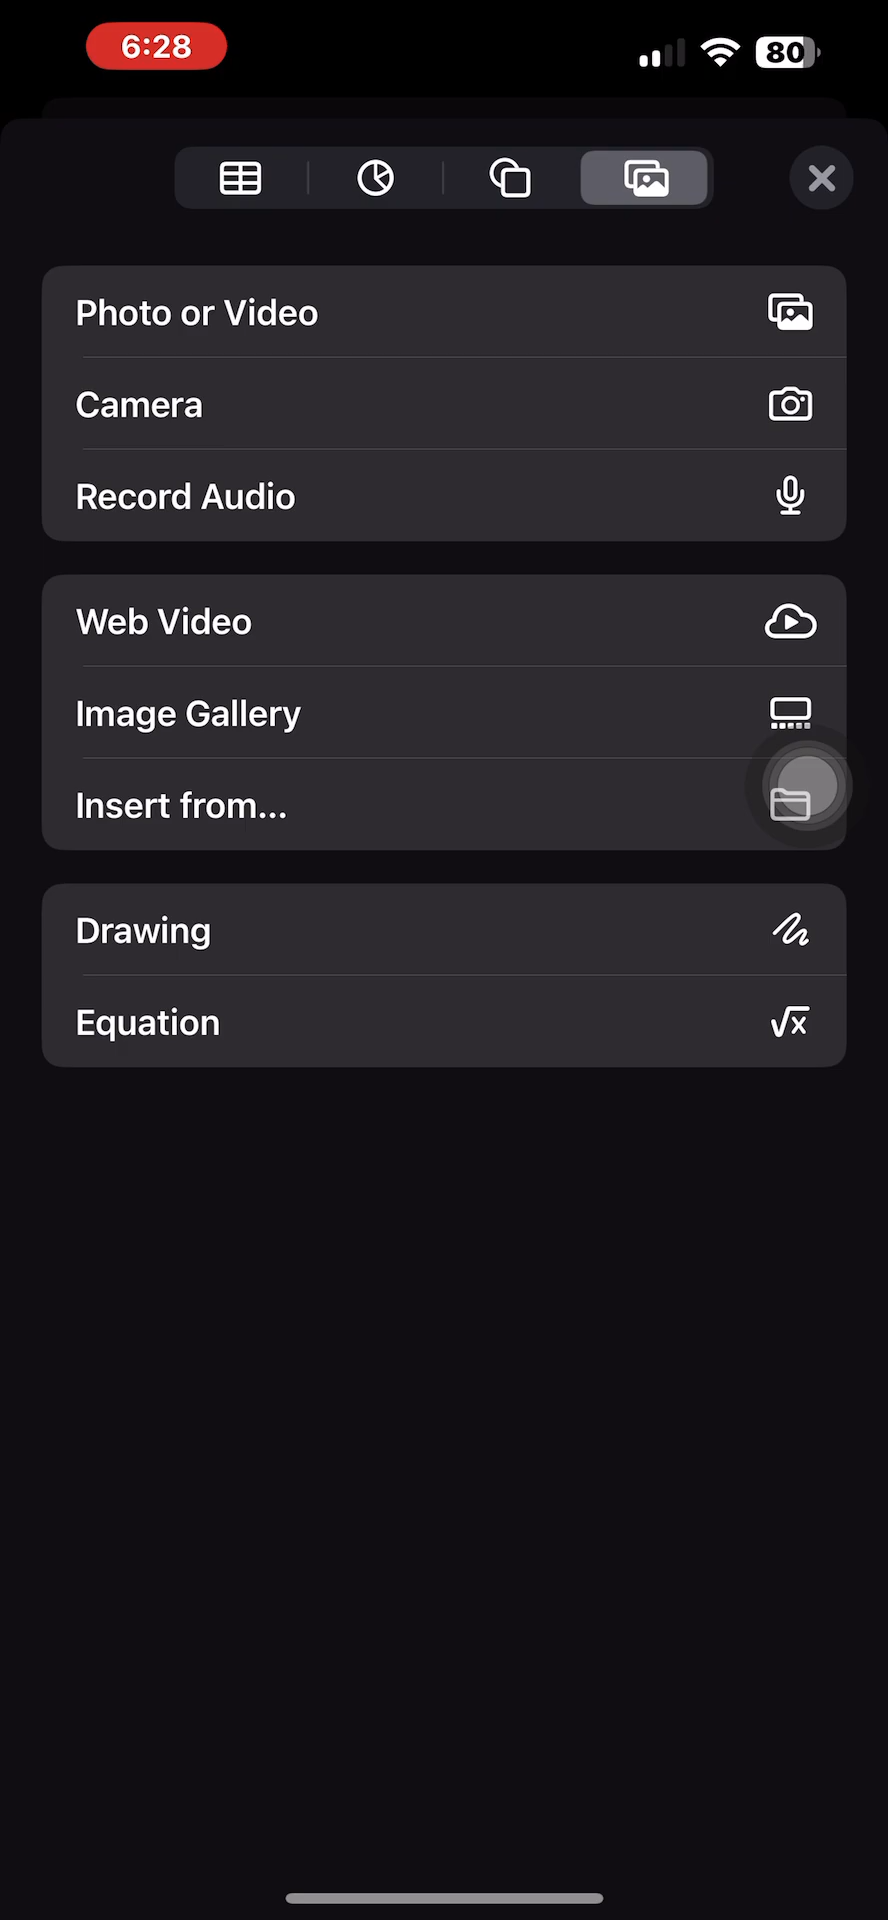 6:28
80
Photo or Video
Camera
Record Audio
Web Video
Image Gallery
Insert from...
Drawing
Equation